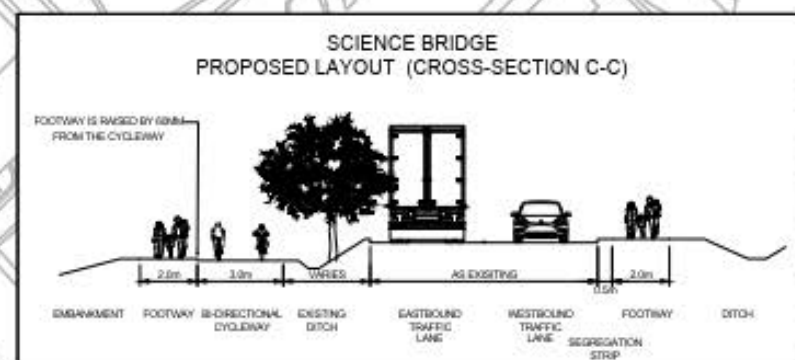 SCIENCE BRIDGE
PROPOSED LAYOUT (CROSS-SECTION C-C)
FOOTWAY IS RAISED BY 60MM
FROM THE CYCLEWAY
2.0m
3.0m
VARIES
AS EXISITING
0.5m
2.0m
EMBANKMENT
FOOTWAY
BI-DIRECTIONAL
CYCLEWAY
EXISTING
DITCH
EASTBOUND
TRAFFIC
LANE
WESTBOUND
TRAFFIC
LANE
SEGREGATION
STRIP
FOOTWAY
DITCH